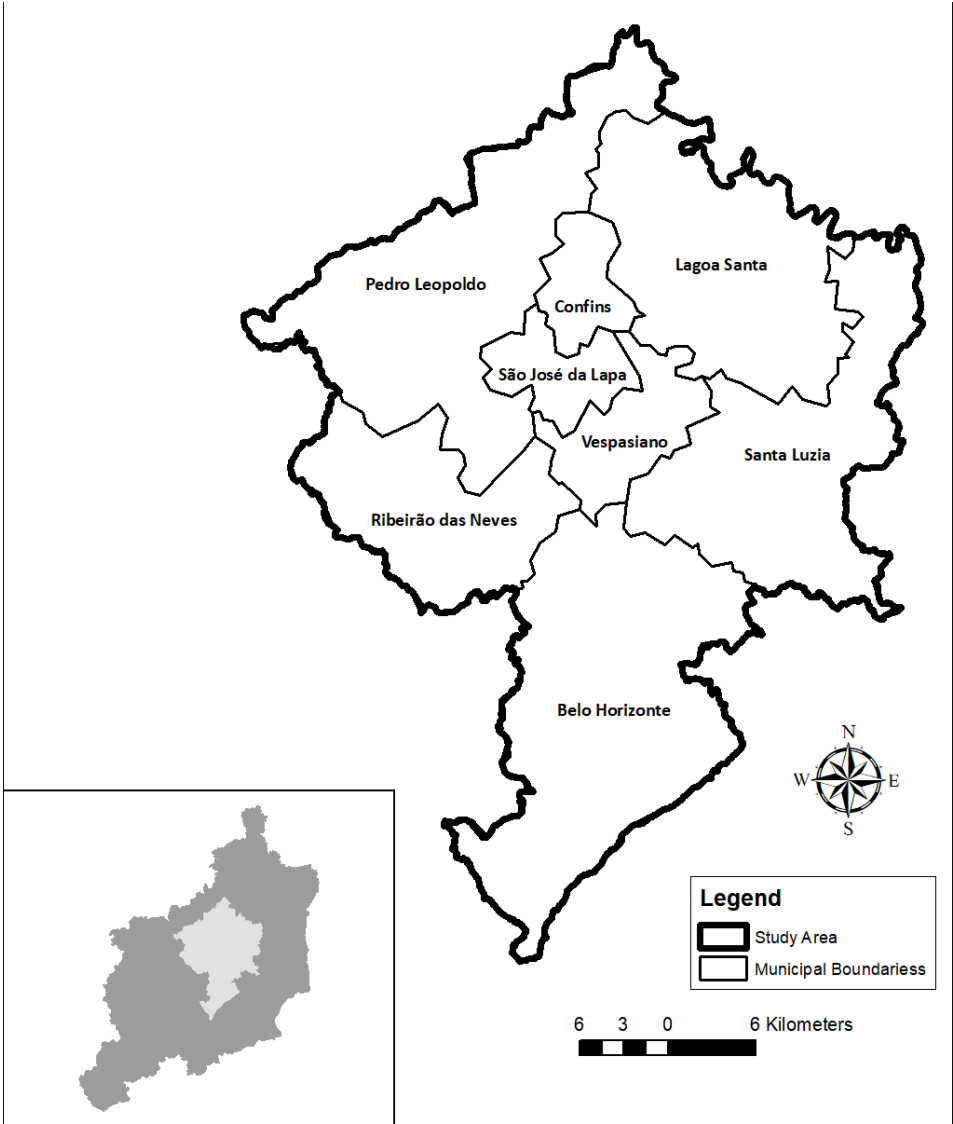 Lagoa Santa
Pedro Leopoldo
Confins
São José da Lapa
Vespasiano
Santa Luzia
Ribeirão das Neves
Belo Horizonte
N
W E
S
Legend
Study Area
Municipal Boundariess
6 3 0 6 Kilometers